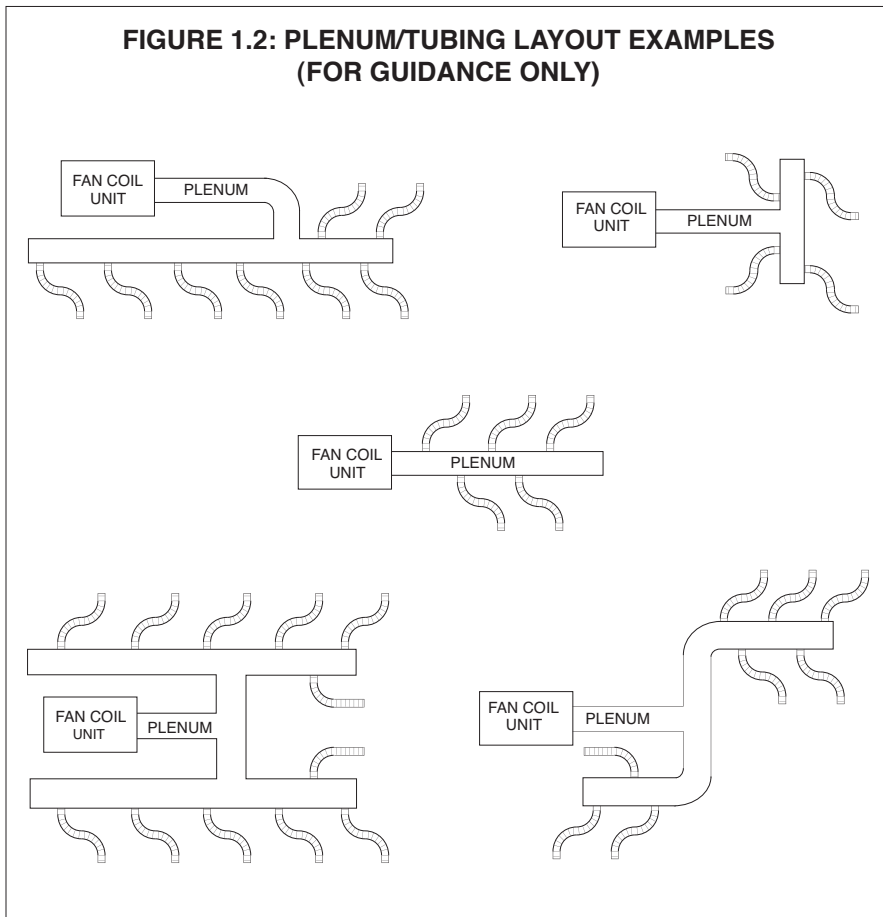 FIGURE 1.2: PLENUM/TUBING LAYOUT EXAMPLES
(FOR GUIDANCE ONLY)
FAN COIL
UNIT
PLENUM
FAN COIL
UNIT
PLENUM
FAN COIL
UNIT
PLENUM
FAN COIL
UNIT
PLENUM
FAN COIL
UNIT
PLENUM